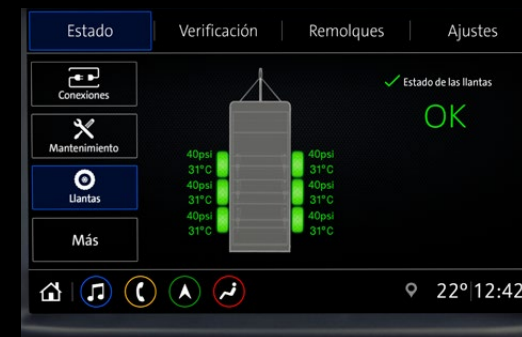 Estado
Verificación
Remolques
Ajustes
Conexiones
Mantenimiento
Llantas
Más
40psi
31°C
40psi
31°C
40psi
31°C
40psi
31°C
40psi
31°C
40psi
31°C
Estado de las llantas
OK
22° 12:42